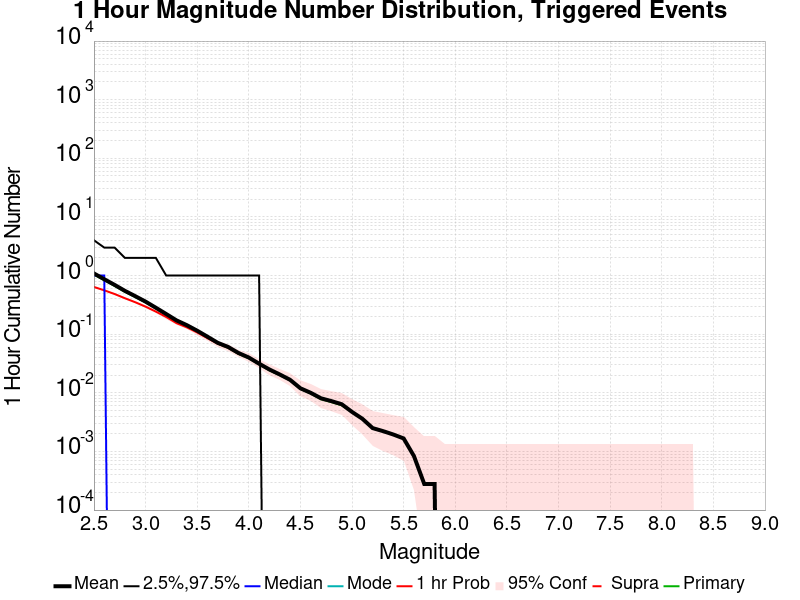 1 Hour Magnitude Number Distribution, Triggered Events
10 4
10 3
10 2
10 1
10 0
10 -1
10 -2
10 -3
10 -4
1 Hour Cumulative Number
2.5 3.0 3.5 4.0 4.5 5.0 5.5 6.0 6.5 7.0 7.5 8.0 8.5 9.0
Magnitude
Mean 2.5%,97.5% Median Mode 1 hr Prob 95% Conf Supra Primary